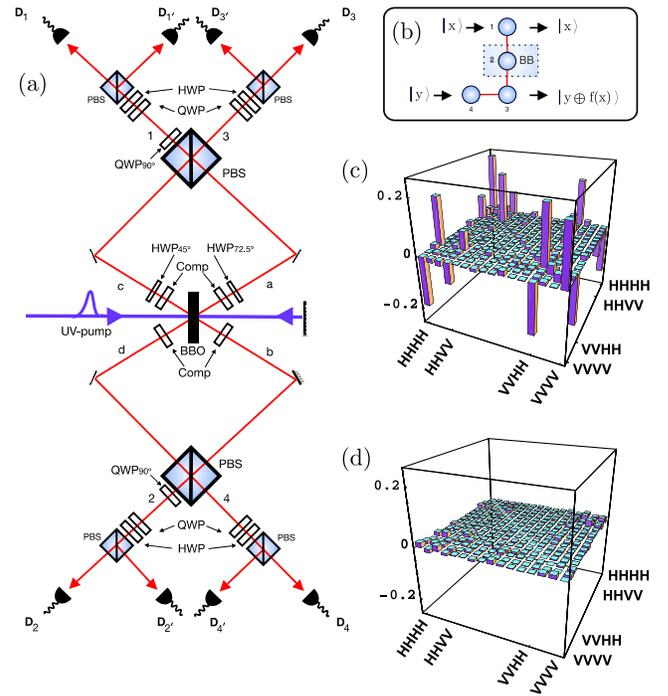 D1
D1′
D3′
D3
(a)
HWP
QWP
PBS
PBS
1
3
QWP90°
PBS
HWP45°
HWP72.5°
Comp
c
a
UV-pump
BBO
d
b
Comp
PBS
QWP90°
2
4
PBS
QWP
PBS
HWP
D2
D2′
D4′
D4
(b)
|x⟩
1
|x⟩
2
BB
|y⟩
|y ⊕ f(x)⟩
4
3
(c)
0.2
0
-0.2
HHHH
HHVV
VVHH
VVVV
HHHH
HHVV
VVHH
VVVV
(d)
0.2
0
-0.2
HHHH
HHVV
VVHH
VVVV
HHHH
HHVV
VVHH
VVVV